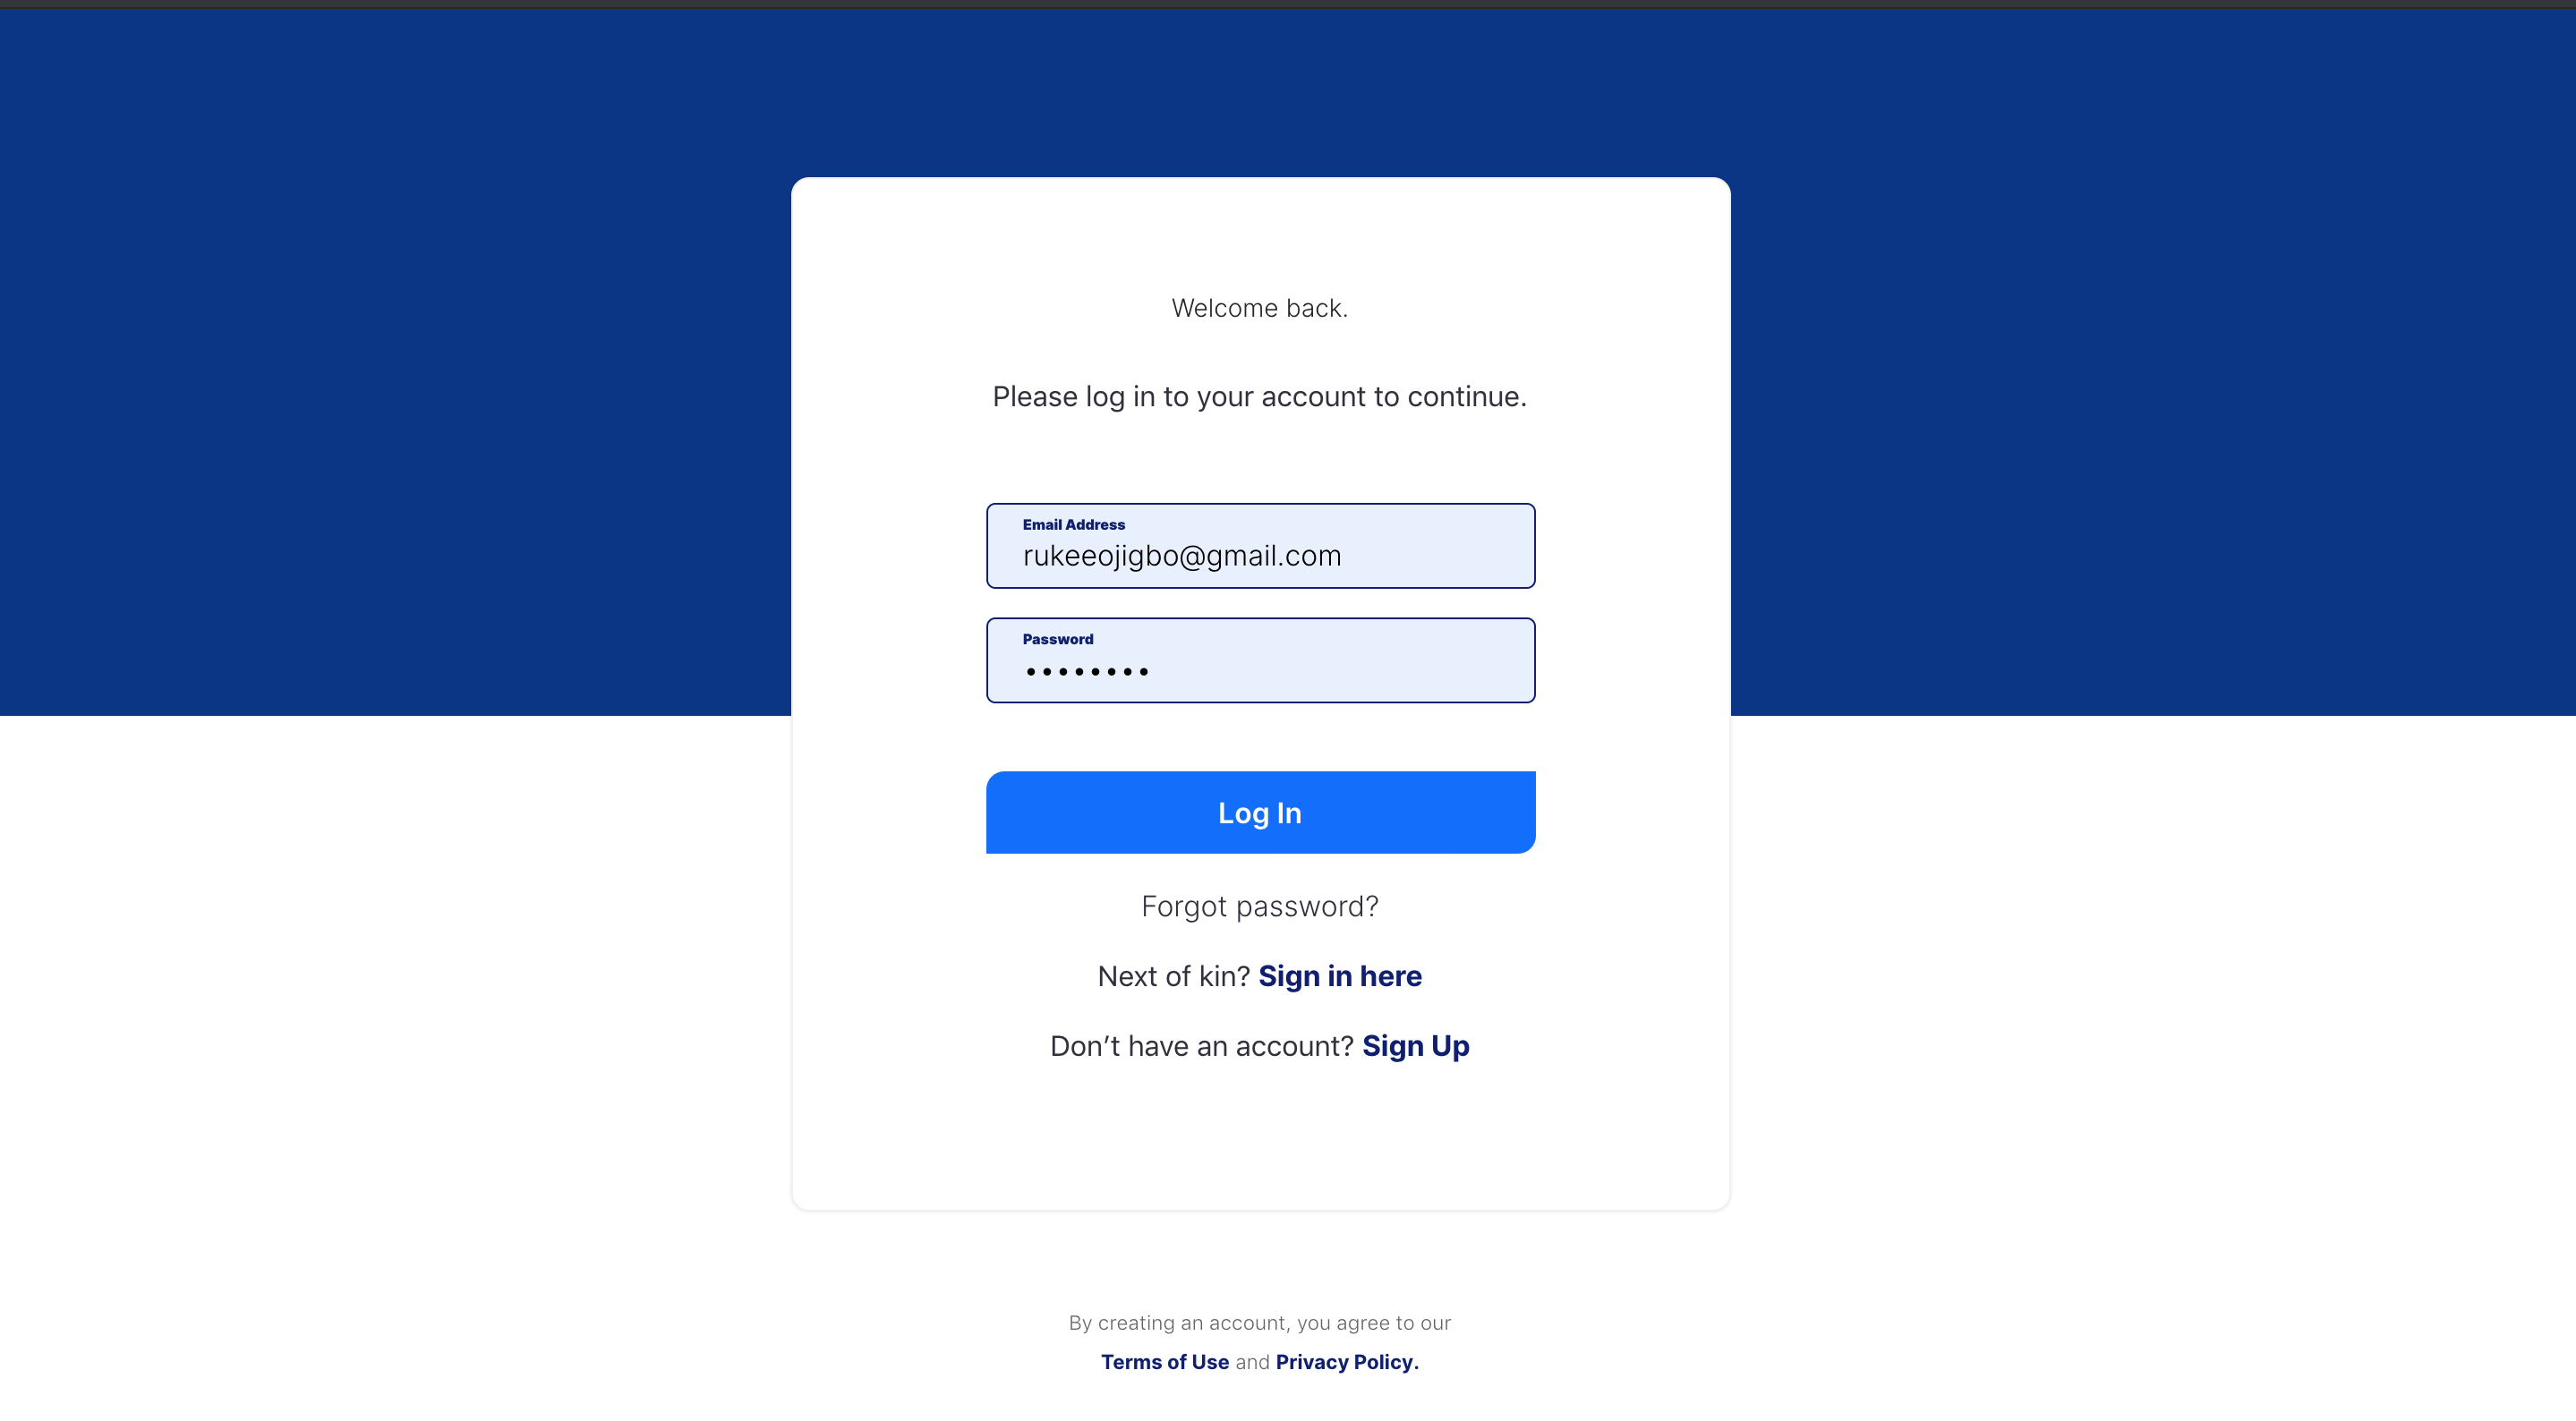 Welcome back.
Please log in to your account to continue.
Email Address
rukeeojigbo@gmail.com
Password
••••••••
Log In
Forgot password?
Next of kin? Sign in here
Don’t have an account? Sign Up
By creating an account, you agree to our
Terms of Use and Privacy Policy.